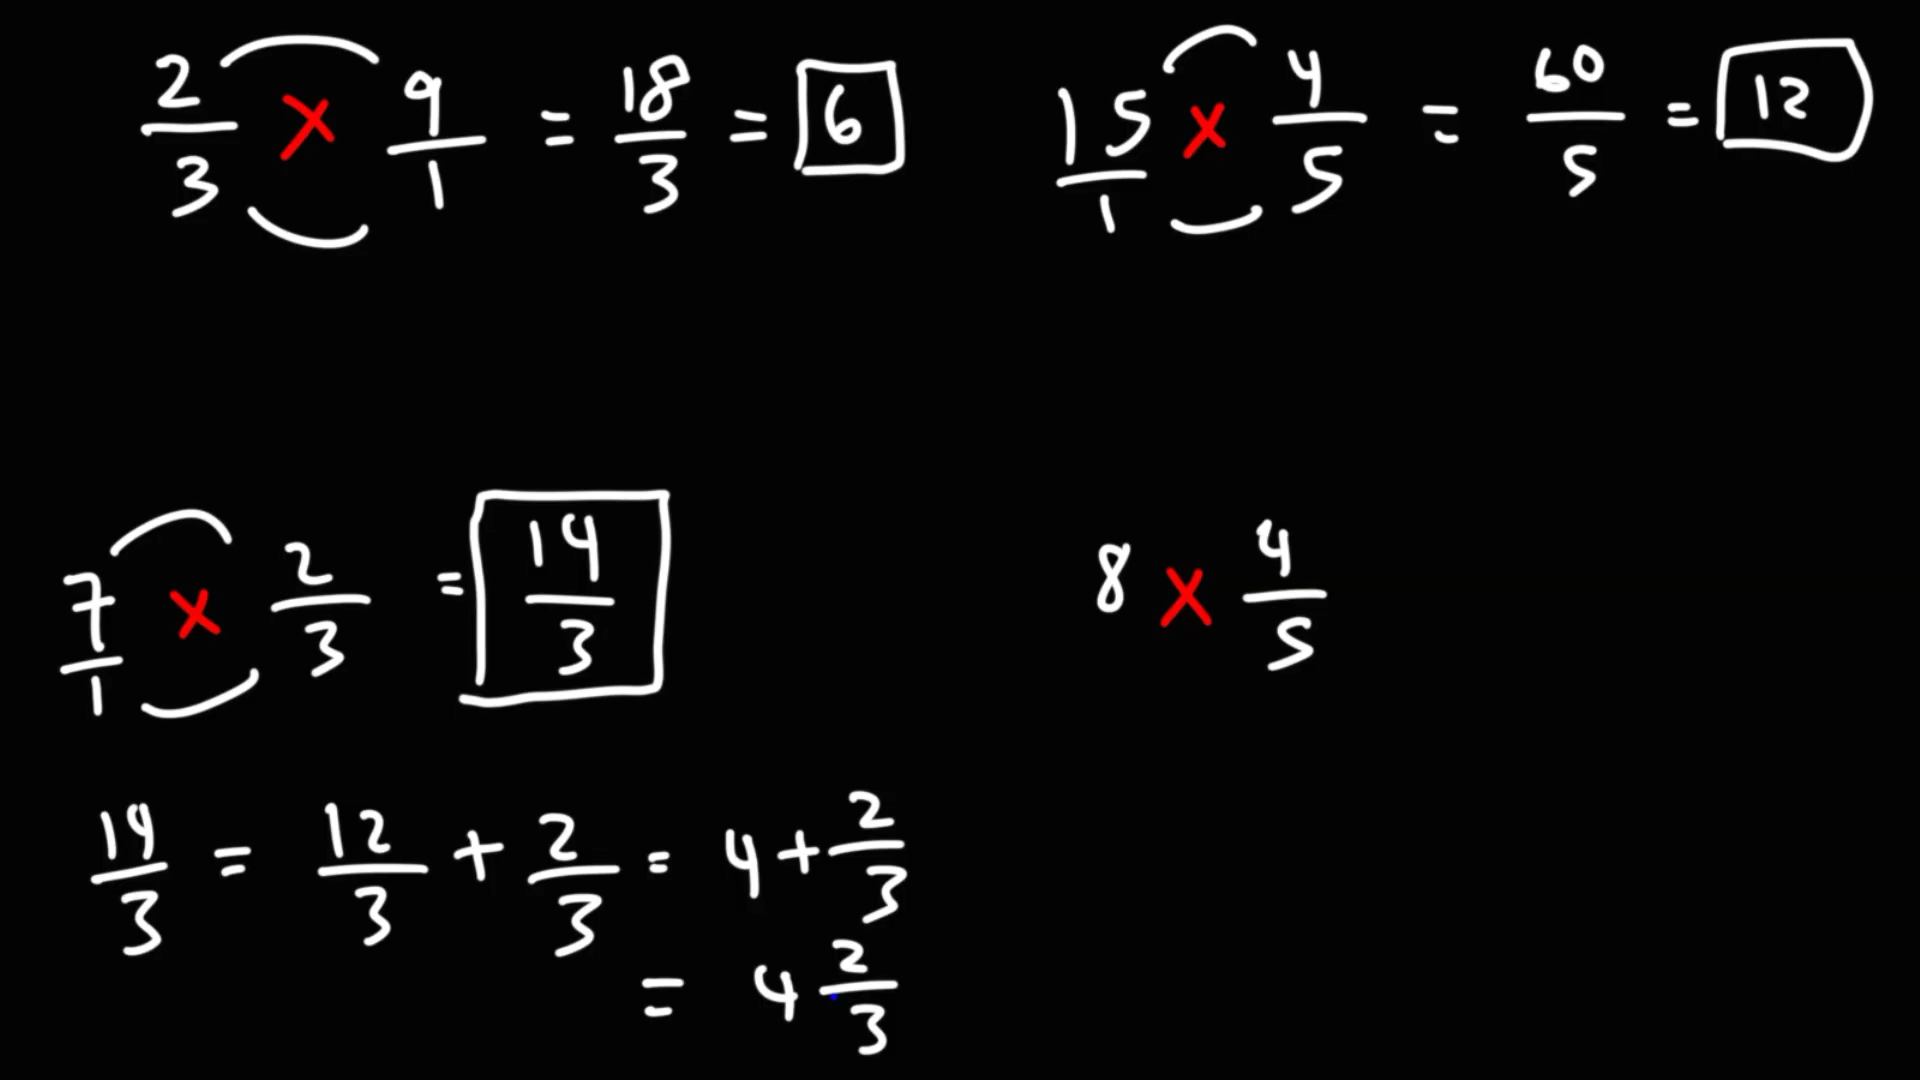 2/3 × 9/1 = 18/3 = 6
15/1 × 4/5 = 60/5 = 12
7/1 × 2/3 = 14/3
8 × 4/5
14/3 = 12/3 + 2/3 = 4 + 2/3
= 4 2/3